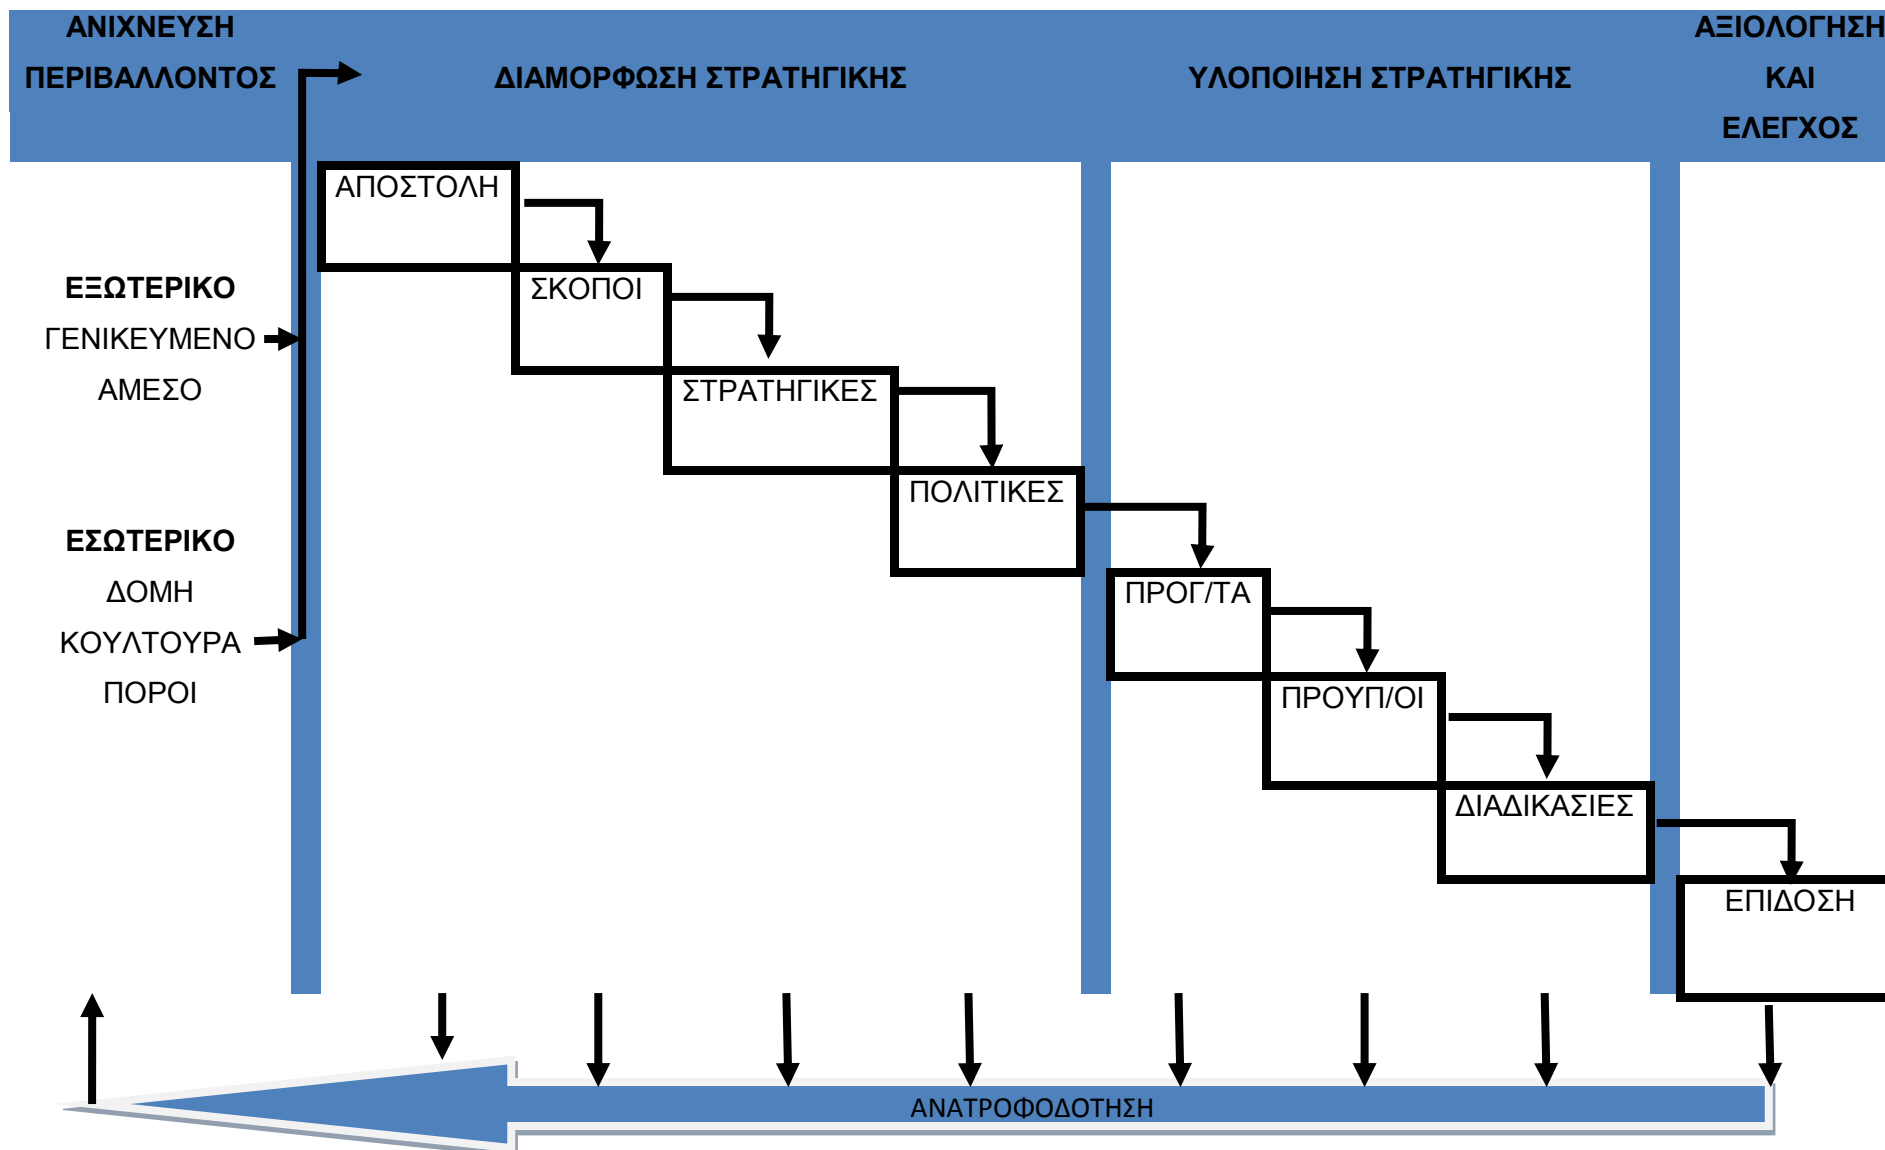 ΑΝΙΧΝΕΥΣΗ
ΠΕΡΙΒΑΛΛΟΝΤΟΣ
ΔΙΑΜΟΡΦΩΣΗ ΣΤΡΑΤΗΓΙΚΗΣ
ΥΛΟΠΟΙΗΣΗ ΣΤΡΑΤΗΓΙΚΗΣ
ΑΞΙΟΛΟΓΗΣΗ
ΚΑΙ
ΕΛΕΓΧΟΣ
ΕΞΩΤΕΡΙΚΟ
ΓΕΝΙΚΕΥΜΕΝΟ
ΑΜΕΣΟ
ΕΣΩΤΕΡΙΚΟ
ΔΟΜΗ
ΚΟΥΛΤΟΥΡΑ
ΠΟΡΟΙ
ΑΠΟΣΤΟΛΗ
ΣΚΟΠΟΙ
ΣΤΡΑΤΗΓΙΚΕΣ
ΠΟΛΙΤΙΚΕΣ
ΠΡΟΓ/ΤΑ
ΠΡΟΥΠ/ΟΙ
ΔΙΑΔΙΚΑΣΙΕΣ
ΕΠΙΔΟΣΗ
ΑΝΑΤΡΟΦΟΔΟΤΗΣΗ